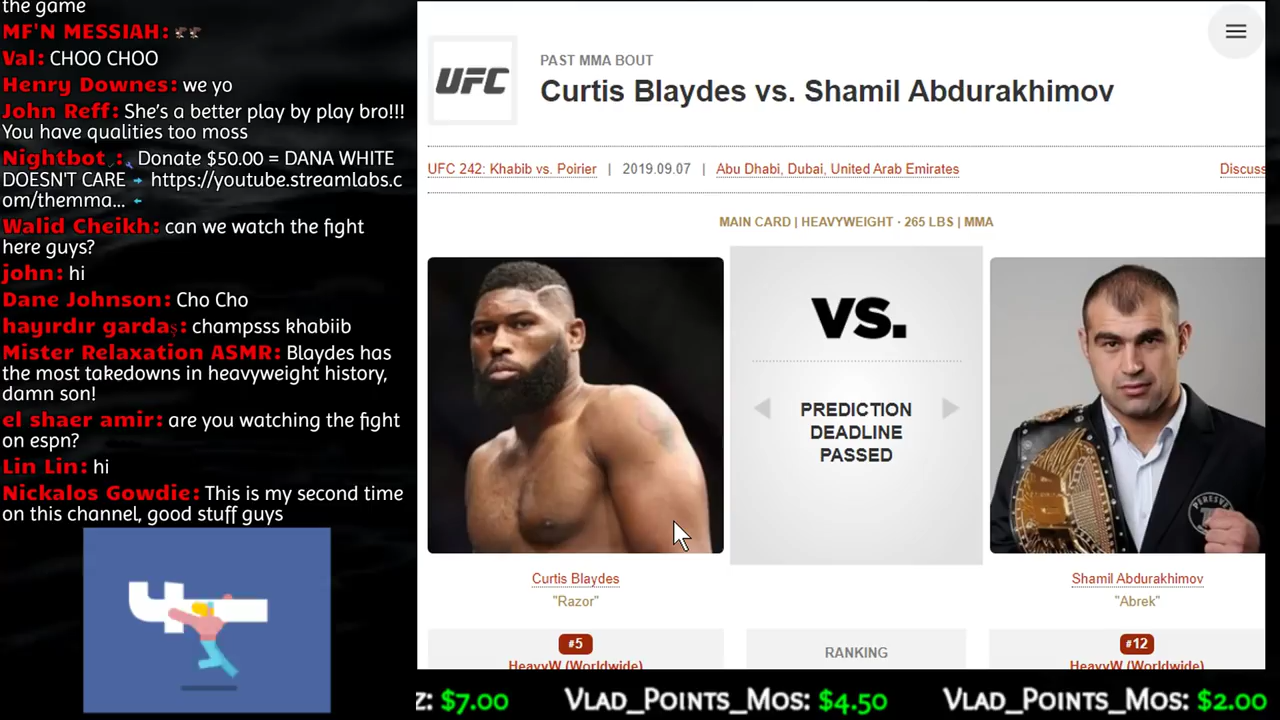 the game
MF'N MESSIAH:
Val: CHOO CHOO
Henry Downes: we yo
John Reff: She's a better play by play bro!!!
You have qualities too moss
Nightbot : Donate $50.00 = DANA WHITE
DOESN'T CARE https://youtube.streamlabs.c
om/themma...
Walid Cheikh: can we watch the fight
here guys?
john: hi
Dane Johnson: Cho Cho
hayırdır gardaş: champsss khabiib
Mister Relaxation ASMR: Blaydes has
the most takedowns in heavyweight history,
damn son!
el shaer amir: are you watching the fight
on espn?
Lin Lin: hi
Nickalos Gowdie: This is my second time
on this channel, good stuff guys
UFC
PAST MMA BOUT
Curtis Blaydes vs. Shamil Abdurakhimov
UFC 242: Khabib vs. Poirier | 2019.09.07 | Abu Dhabi, Dubai, United Arab Emirates
Discuss
MAIN CARD | HEAVYWEIGHT · 265 LBS | MMA
VS.
PREDICTION
DEADLINE
PASSED
Curtis Blaydes
"Razor"
Shamil Abdurakhimov
"Abrek"
#5
HeavyW (Worldwide)
RANKING
#12
HeavyW (Worldwide)
z: $7.00 Vlad_Points_Mos: $4.50 Vlad_Points_Mos: $2.00